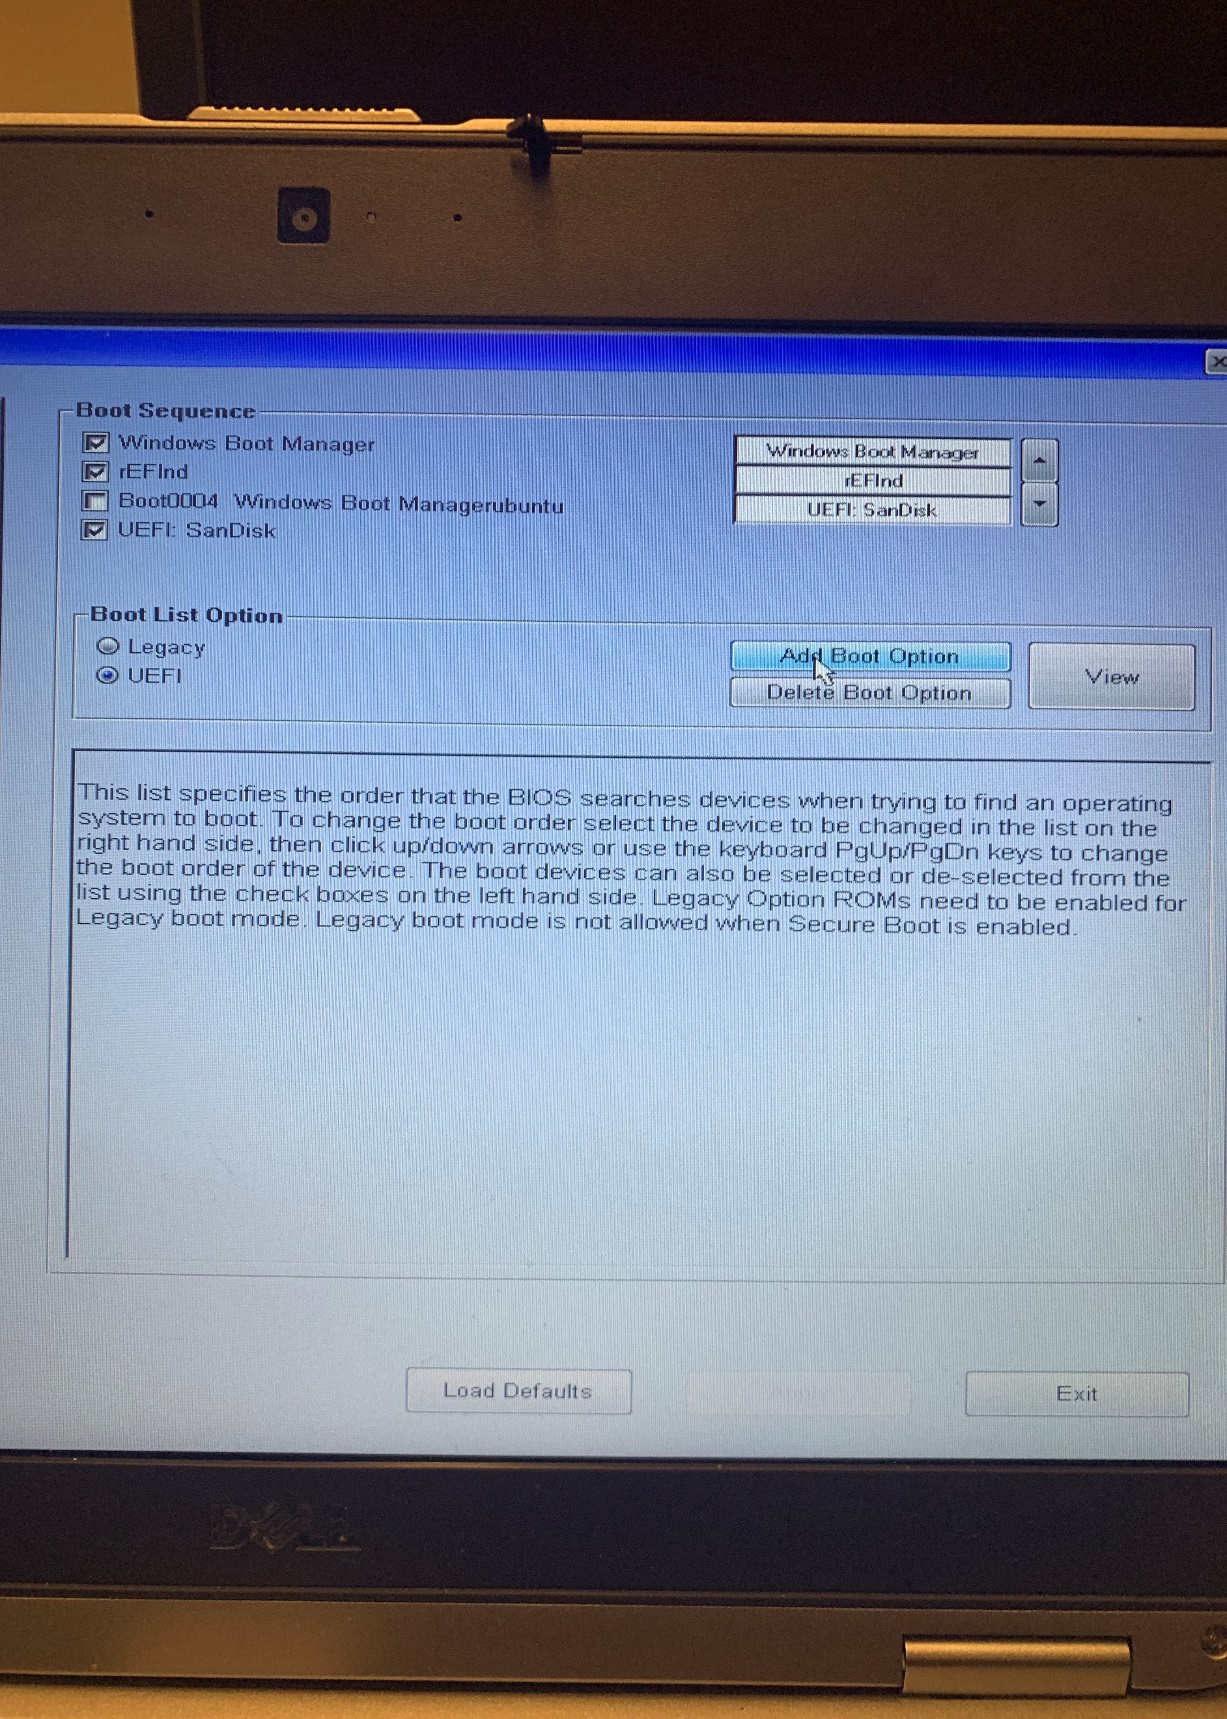 Boot Sequence
Windows Boot Manager
rEFInd
Boot0004 Windows Boot Managerubuntu
UEFI: SanDisk
Windows Boot Manager
rEFInd
UEFI: SanDisk
Boot List Option
Legacy
UEFI
Add Boot Option
Delete Boot Option
View
This list specifies the order that the BIOS searches devices when trying to find an operating
system to boot. To change the boot order select the device to be changed in the list on the
right hand side, then click up/down arrows or use the keyboard PgUp/PgDn keys to change
the boot order of the device. The boot devices can also be selected or de-selected from the
list using the check boxes on the left hand side. Legacy Option ROMs need to be enabled for
Legacy boot mode. Legacy boot mode is not allowed when Secure Boot is enabled.
Load Defaults
Exit
DELL